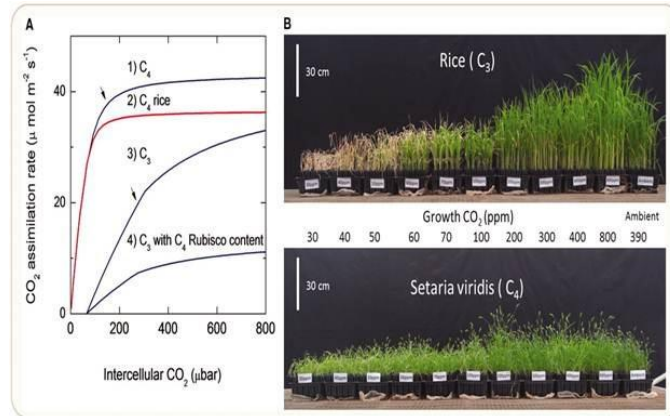 A
CO₂ assimilation rate (μ mol m⁻² s⁻¹)
40
20
0
1) C₄
2) C₄ rice
3) C₃
4) C₃ with C₄ Rubisco content
0 200 400 600 800
Intercellular CO₂ (μbar)
B
30 cm
Rice ( C₃)
Growth CO₂ (ppm)
Ambient
30 40 50 60 70 100 200 300 400 800 390
30 cm
Setaria viridis ( C₄)